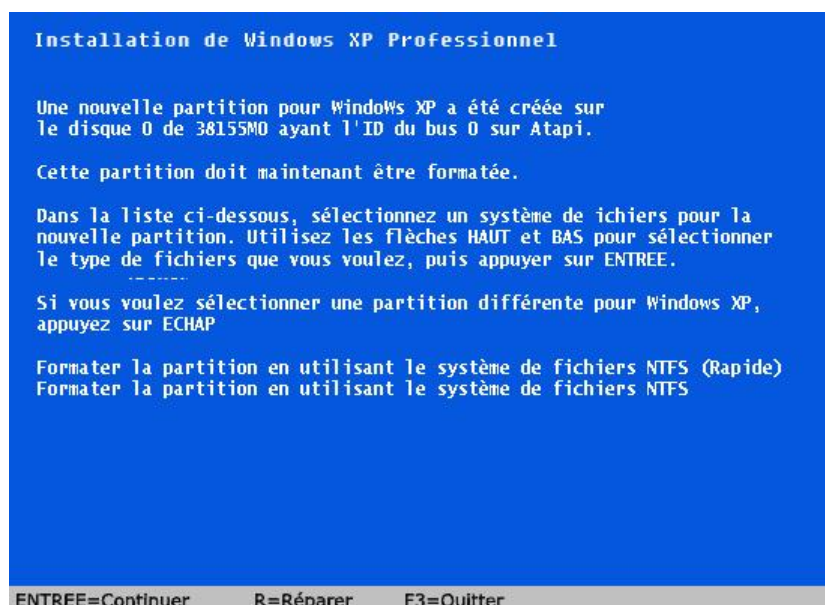 Installation de Windows XP Professionnel
Une nouvelle partition pour WindoWs XP a été créée sur
le disque 0 de 38155MO ayant l'ID du bus 0 sur Atapi.
Cette partition doit maintenant être formatée.
Dans la liste ci-dessous, sélectionnez un système de ichiers pour la
nouvelle partition. Utilisez les flèches HAUT et BAS pour sélectionner
le type de fichiers que vous voulez, puis appuyer sur ENTREE.
Si vous voulez sélectionner une partition différente pour Windows XP,
appuyez sur ECHAP
Formater la partition en utilisant le système de fichiers NTFS (Rapide)
Formater la partition en utilisant le système de fichiers NTFS
ENTREE=Continuer R=Réparer F3=Quitter